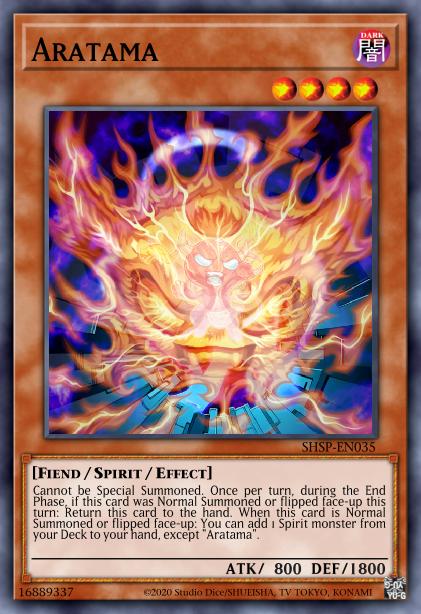 Aratama
DARK
闇
SHSP-EN035
[Fiend / Spirit / Effect]
Cannot be Special Summoned. Once per turn, during the End
Phase, if this card was Normal Summoned or flipped face-up this
turn: Return this card to the hand. When this card is Normal
Summoned or flipped face-up: You can add 1 Spirit monster from
your Deck to your hand, except "Aratama".
ATK/ 800 DEF/1800
16889337 ©2020 Studio Dice/SHUEISHA, TV TOKYO, KONAMI